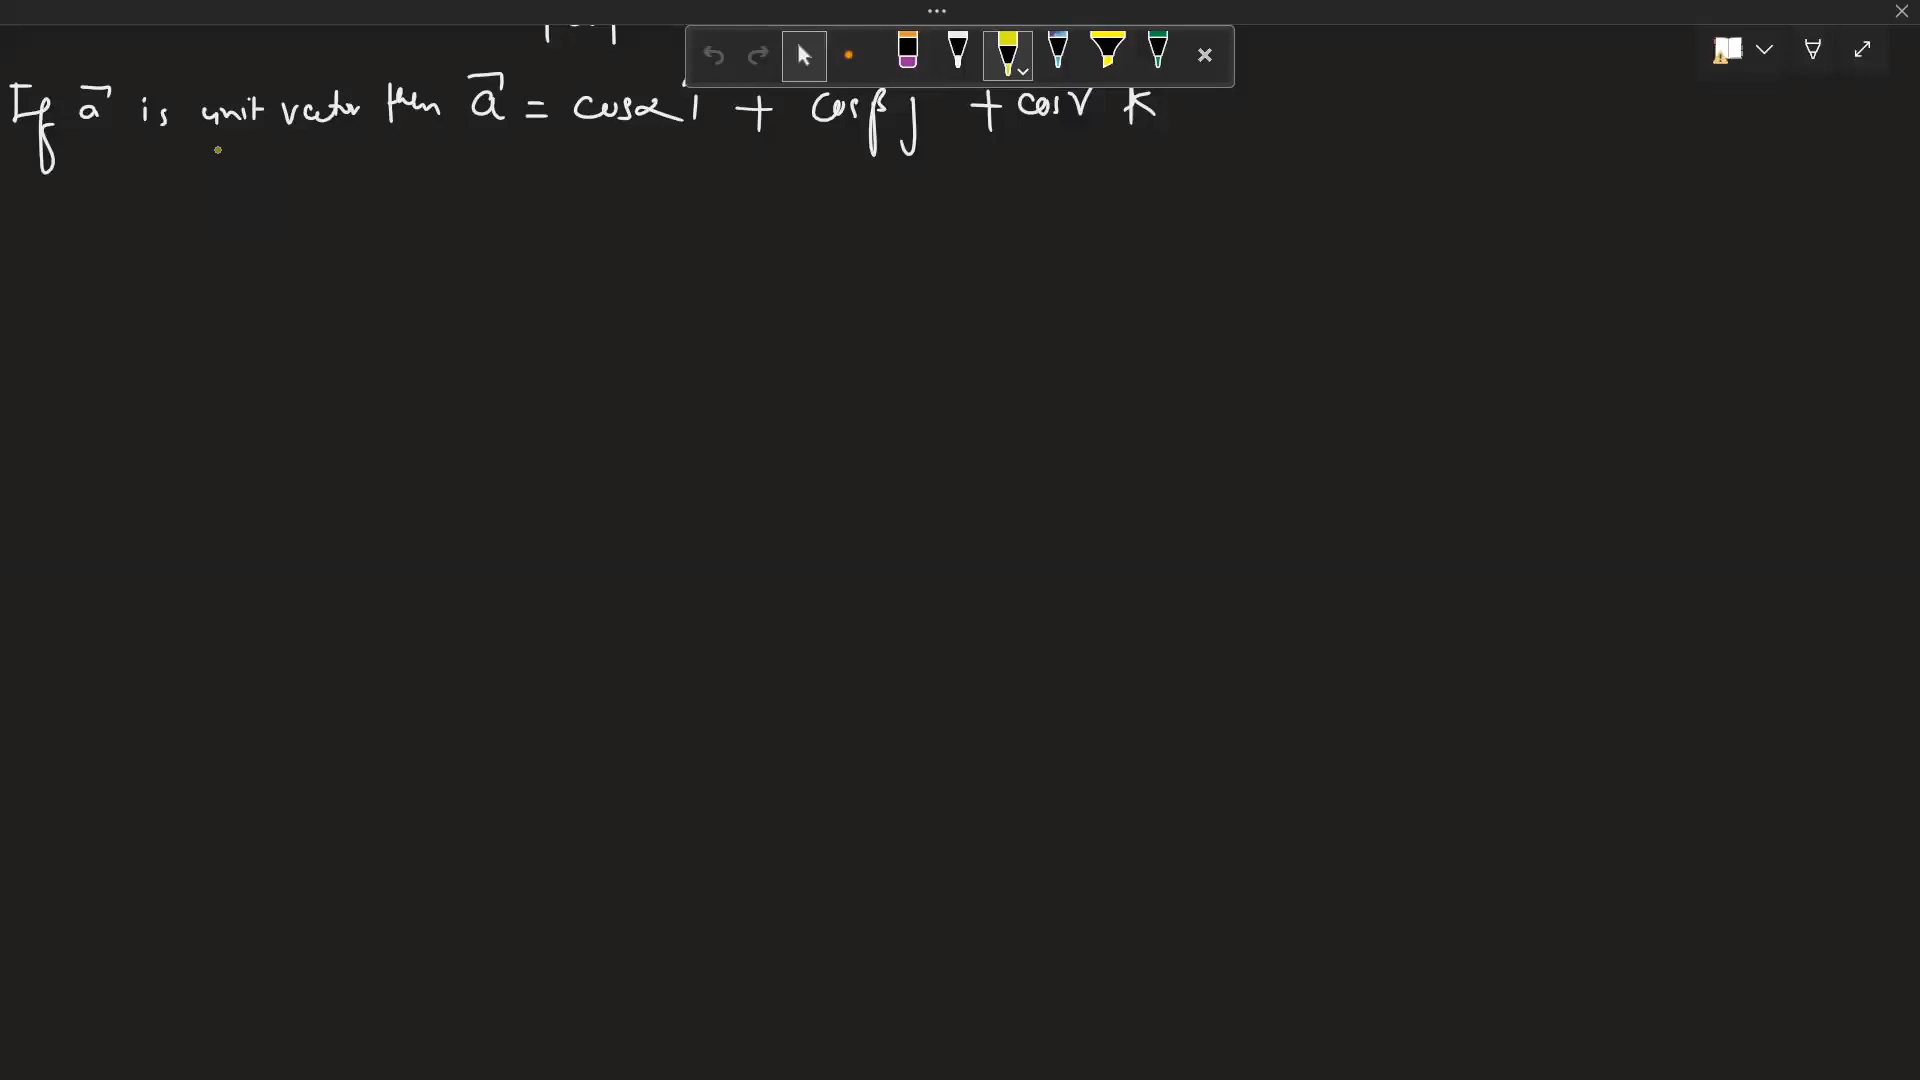 If a⃗ is unit vector then a⃗ = cosα i + cosβ j + cosγ k